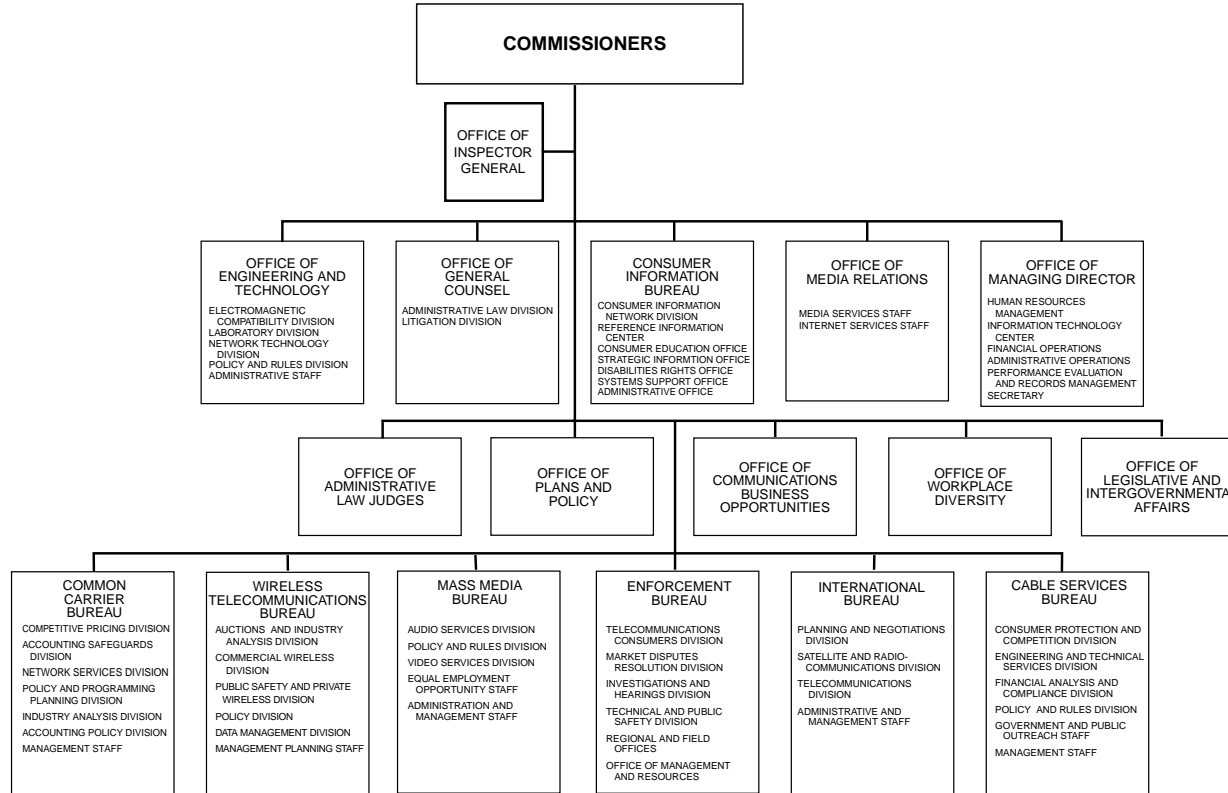 COMMISSIONERS
OFFICE OF
INSPECTOR
GENERAL
OFFICE OF
ENGINEERING AND
TECHNOLOGY
ELECTROMAGNETIC
COMPATIBILITY DIVISION
LABORATORY DIVISION
NETWORK TECHNOLOGY
DIVISION
POLICY AND RULES DIVISION
ADMINISTRATIVE STAFF
OFFICE OF
GENERAL
COUNSEL
ADMINISTRATIVE LAW DIVISION
LITIGATION DIVISION
CONSUMER
INFORMATION
BUREAU
CONSUMER INFORMATION
NETWORK DIVISION
REFERENCE INFORMATION
CENTER
CONSUMER EDUCATION OFFICE
STRATEGIC INFORMTION OFFICE
DISABILITIES RIGHTS OFFICE
SYSTEMS SUPPORT OFFICE
ADMINISTRATIVE OFFICE
OFFICE OF
MEDIA RELATIONS
MEDIA SERVICES STAFF
INTERNET SERVICES STAFF
OFFICE OF
MANAGING DIRECTOR
HUMAN RESOURCES
MANAGEMENT
INFORMATION TECHNOLOGY
CENTER
FINANCIAL OPERATIONS
ADMINISTRATIVE OPERATIONS
PERFORMANCE EVALUATION
AND RECORDS MANAGEMENT
SECRETARY
OFFICE OF
ADMINISTRATIVE
LAW JUDGES
OFFICE OF
PLANS AND
POLICY
OFFICE OF
COMMUNICATIONS
BUSINESS
OPPORTUNITIES
OFFICE OF
WORKPLACE
DIVERSITY
OFFICE OF
LEGISLATIVE AND
INTERGOVERNMENTA
AFFAIRS
COMMON
CARRIER
BUREAU
COMPETITIVE PRICING DIVISION
ACCOUNTING SAFEGUARDS
DIVISION
NETWORK SERVICES DIVISION
POLICY AND PROGRAMMING
PLANNING DIVISION
INDUSTRY ANALYSIS DIVISION
ACCOUNTING POLICY DIVISION
MANAGEMENT STAFF
WIRELESS
TELECOMMUNICATIONS
BUREAU
AUCTIONS AND INDUSTRY
ANALYSIS DIVISION
COMMERCIAL WIRELESS
DIVISION
PUBLIC SAFETY AND PRIVATE
WIRELESS DIVISION
POLICY DIVISION
DATA MANAGEMENT DIVISION
MANAGEMENT PLANNING STAFF
MASS MEDIA
BUREAU
AUDIO SERVICES DIVISION
POLICY AND RULES DIVISION
VIDEO SERVICES DIVISION
EQUAL EMPLOYMENT
OPPORTUNITY STAFF
ADMINISTRATION AND
MANAGEMENT STAFF
ENFORCEMENT
BUREAU
TELECOMMUNICATIONS
CONSUMERS DIVISION
MARKET DISPUTES
RESOLUTION DIVISION
INVESTIGATIONS AND
HEARINGS DIVISION
TECHNICAL AND PUBLIC
SAFETY DIVISION
REGIONAL AND FIELD
OFFICES
OFFICE OF MANAGEMENT
AND RESOURCES
INTERNATIONAL
BUREAU
PLANNING AND NEGOTIATIONS
DIVISION
SATELLITE AND RADIO-
COMMUNICATIONS DIVISION
TELECOMMUNICATIONS
DIVISION
ADMINISTRATIVE AND
MANAGEMENT STAFF
CABLE SERVICES
BUREAU
CONSUMER PROTECTION AND
COMPETITION DIVISION
ENGINEERING AND TECHNICAL
SERVICES DIVISION
FINANCIAL ANALYSIS AND
COMPLIANCE DIVISION
POLICY AND RULES DIVISION
GOVERNMENT AND PUBLIC
OUTREACH STAFF
MANAGEMENT STAFF